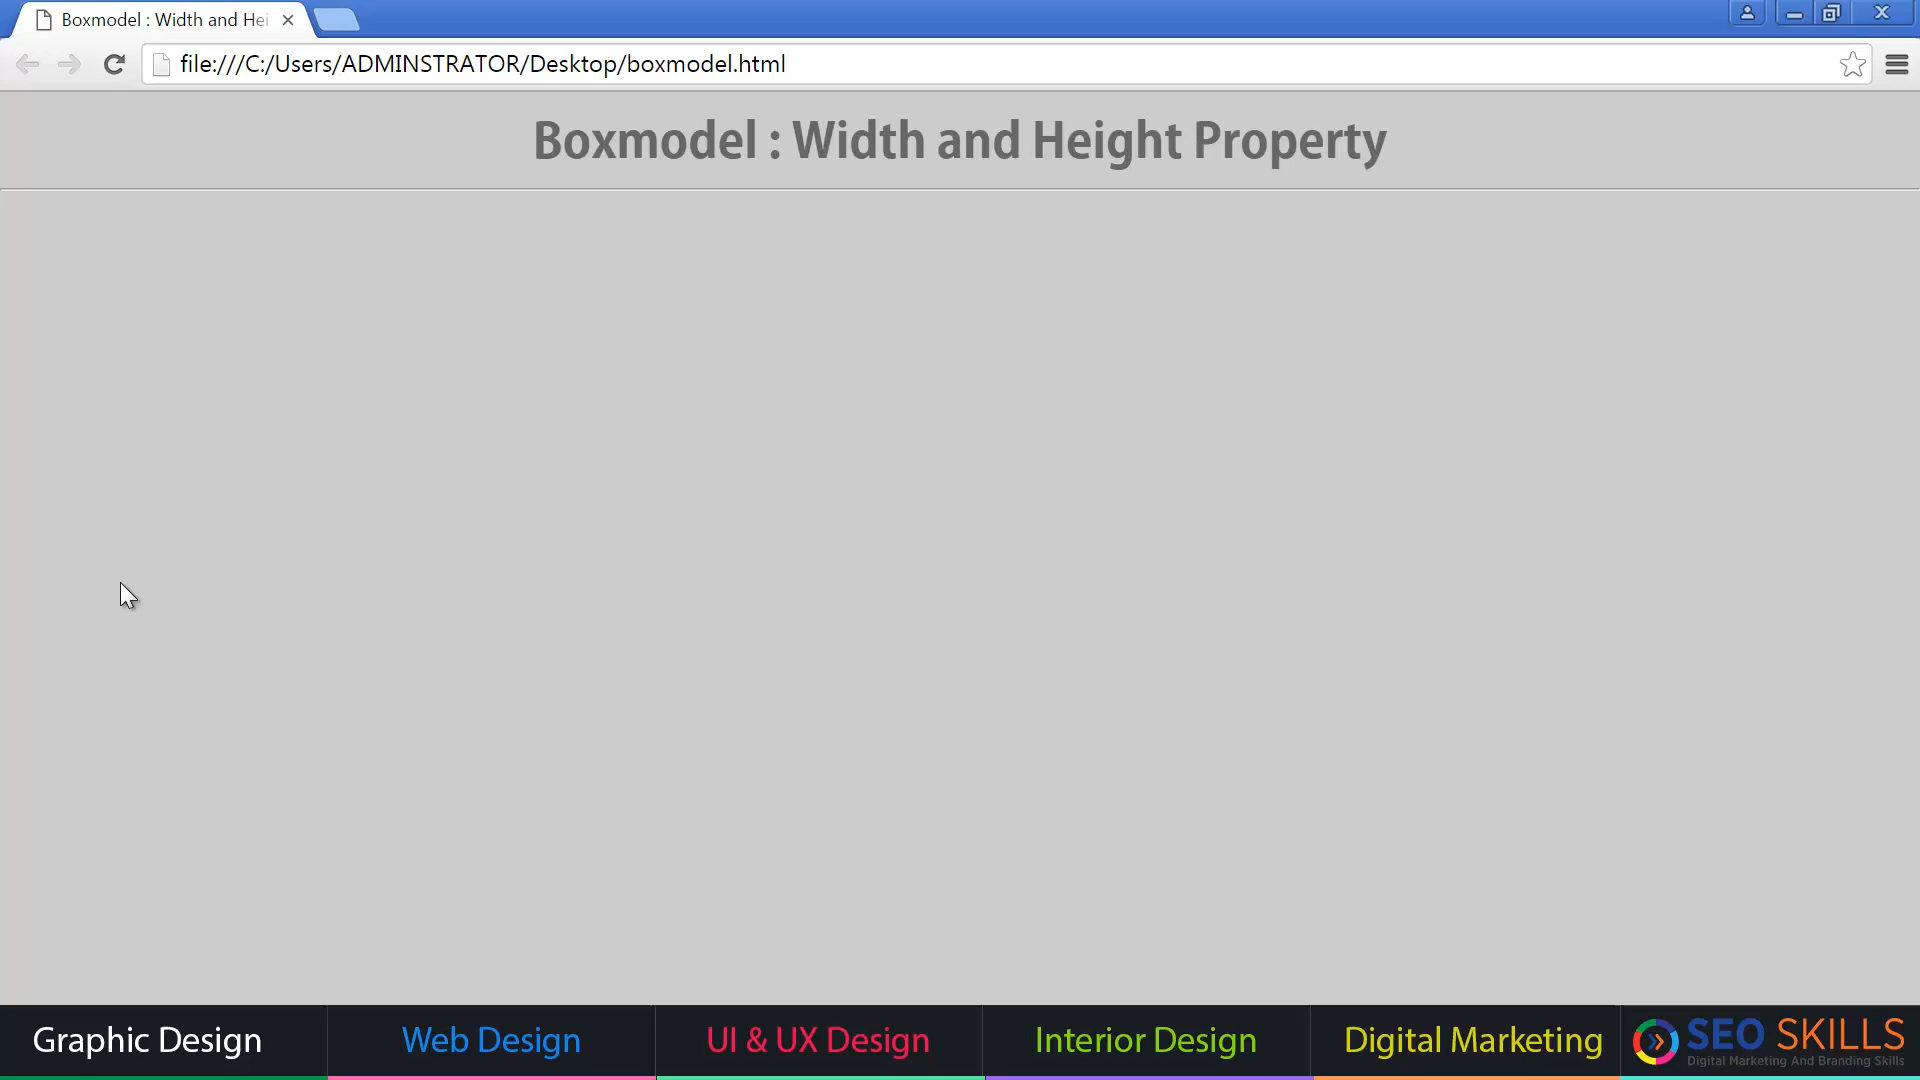 Boxmodel : Width and Hei
file:///C:/Users/ADMINSTRATOR/Desktop/boxmodel.html
Boxmodel : Width and Height Property
Graphic Design
Web Design
UI & UX Design
Interior Design
Digital Marketing
SEO SKILLS
Digital Marketing And Branding Skills